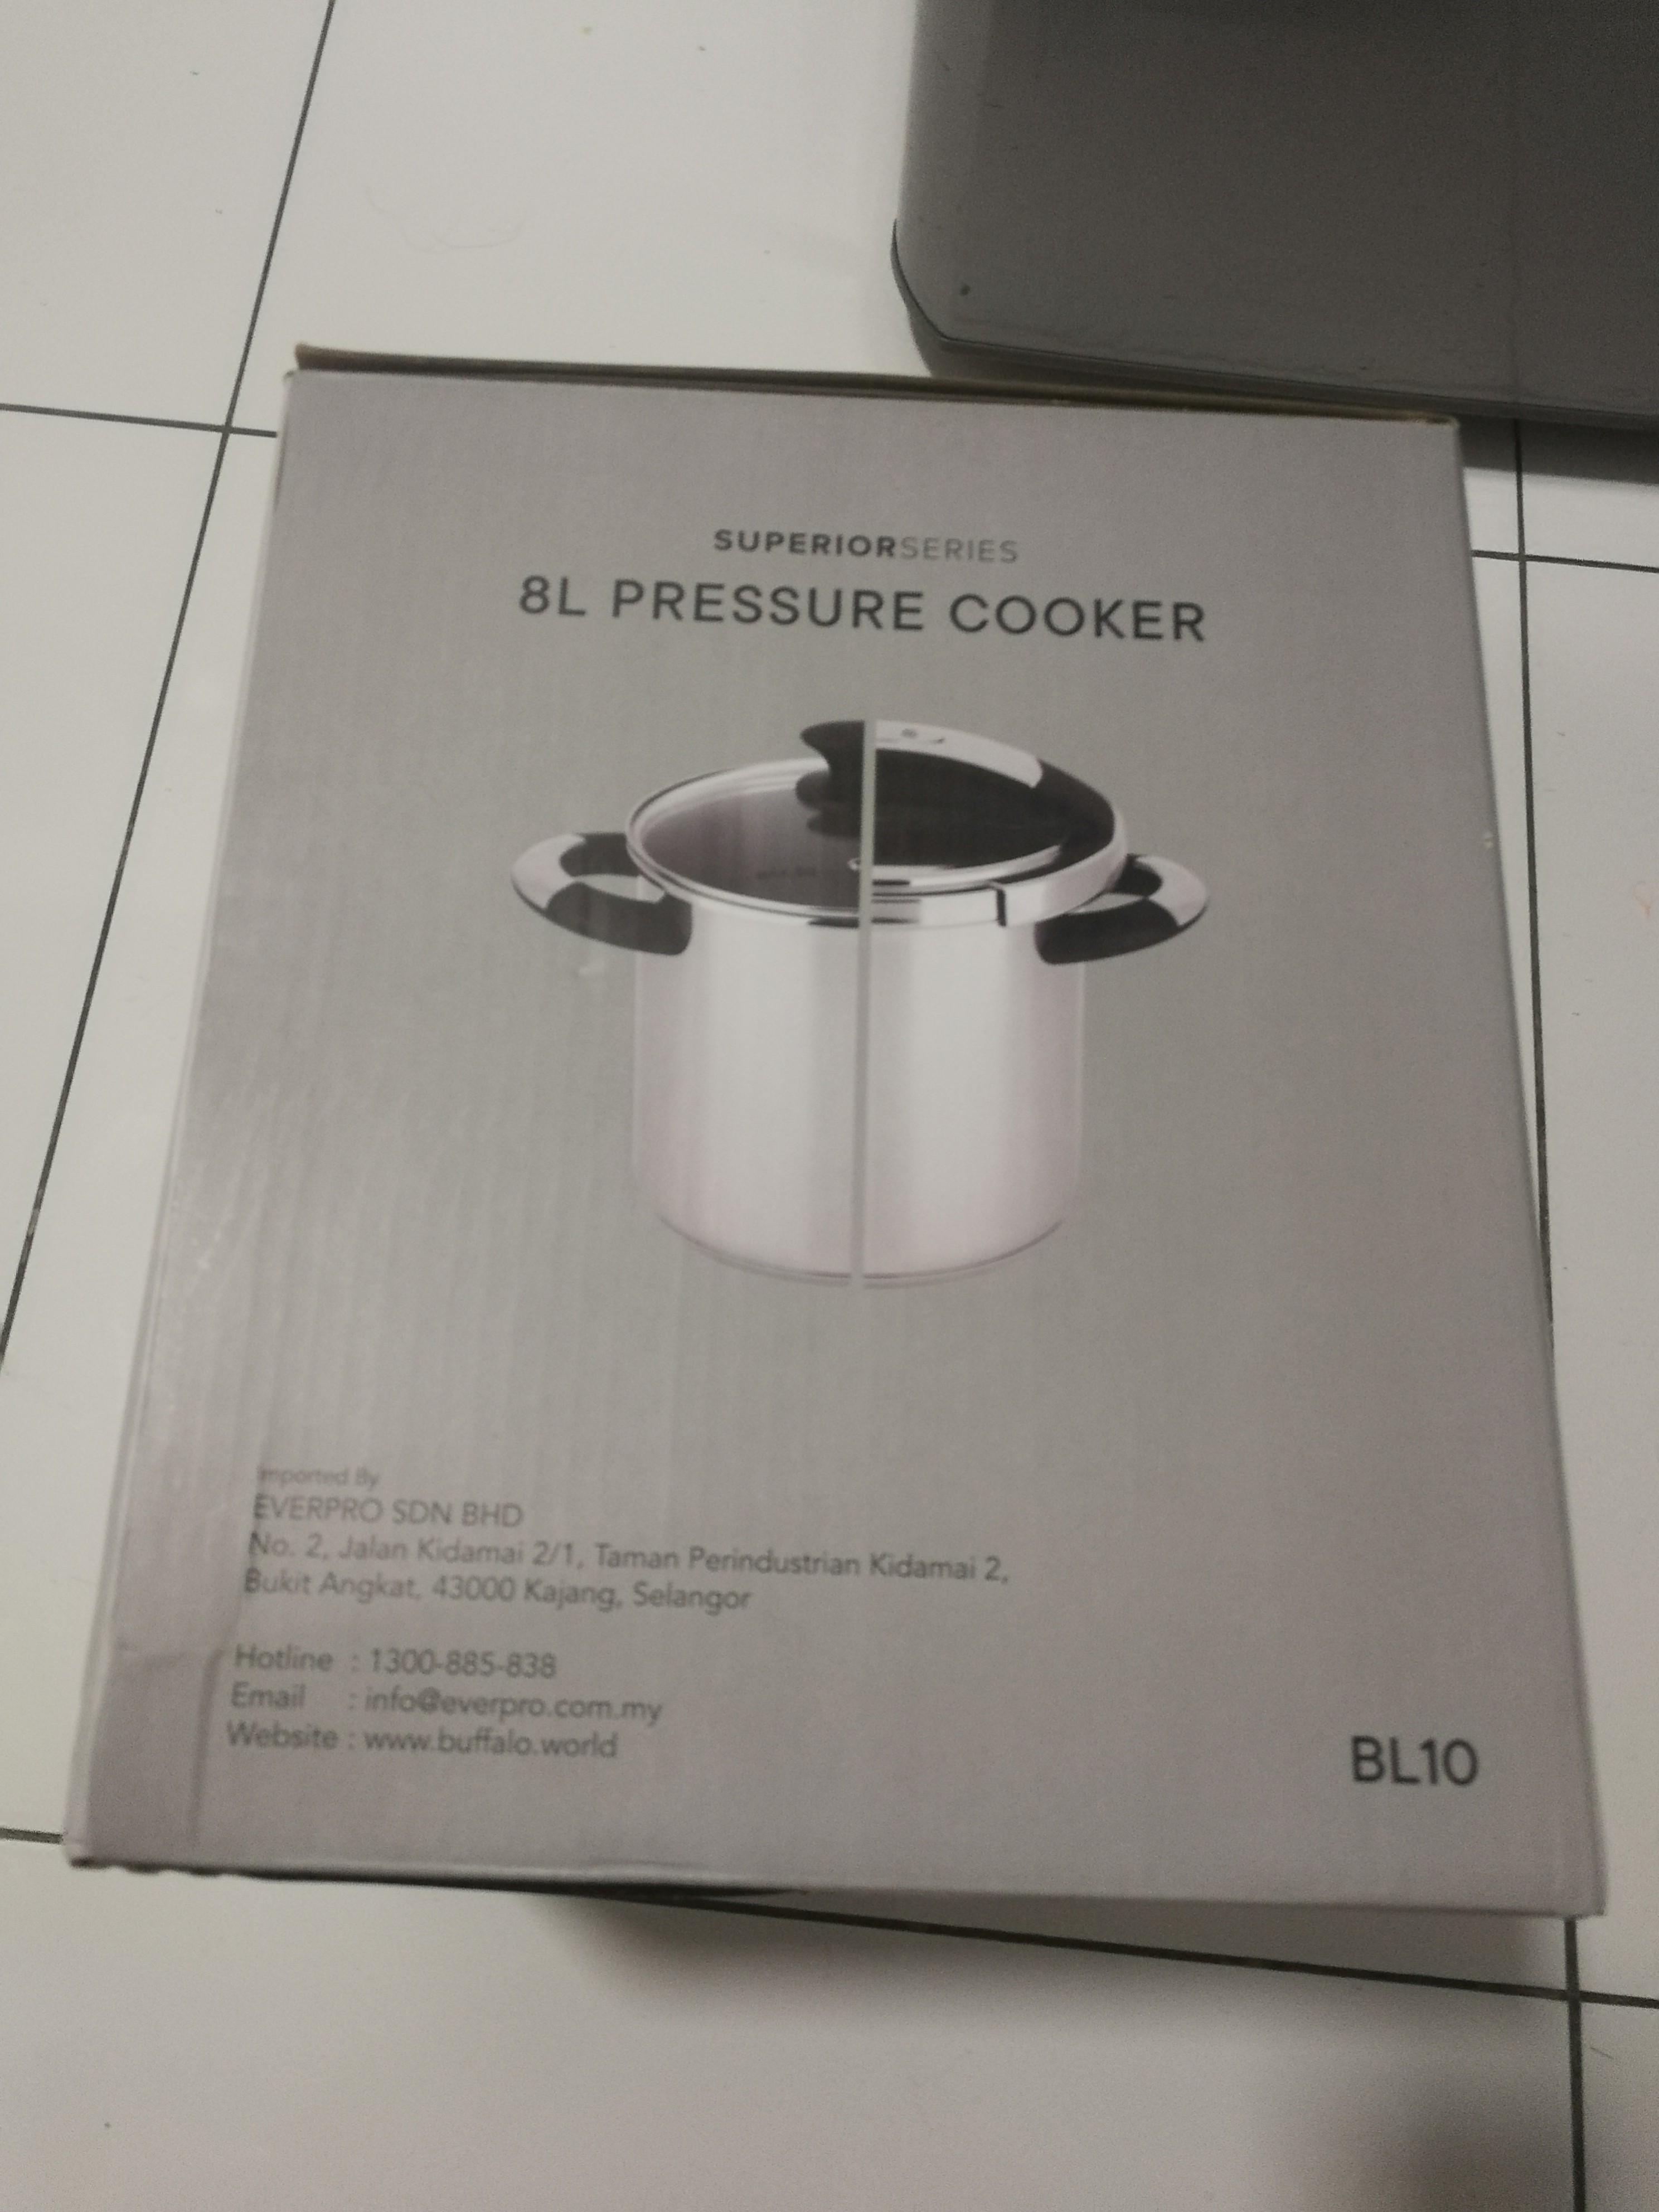 SUPERIORSERIES
8L PRESSURE COOKER
Imported By
EVERPRO SDN BHD
No. 2, Jalan Kidamai 2/1, Taman Perindustrian Kidamai 2,
Bukit Angkat, 43000 Kajang, Selangor
Hotline : 1300-885-838
Email : info@everpro.com.my
Website : www.buffalo.world
BL10